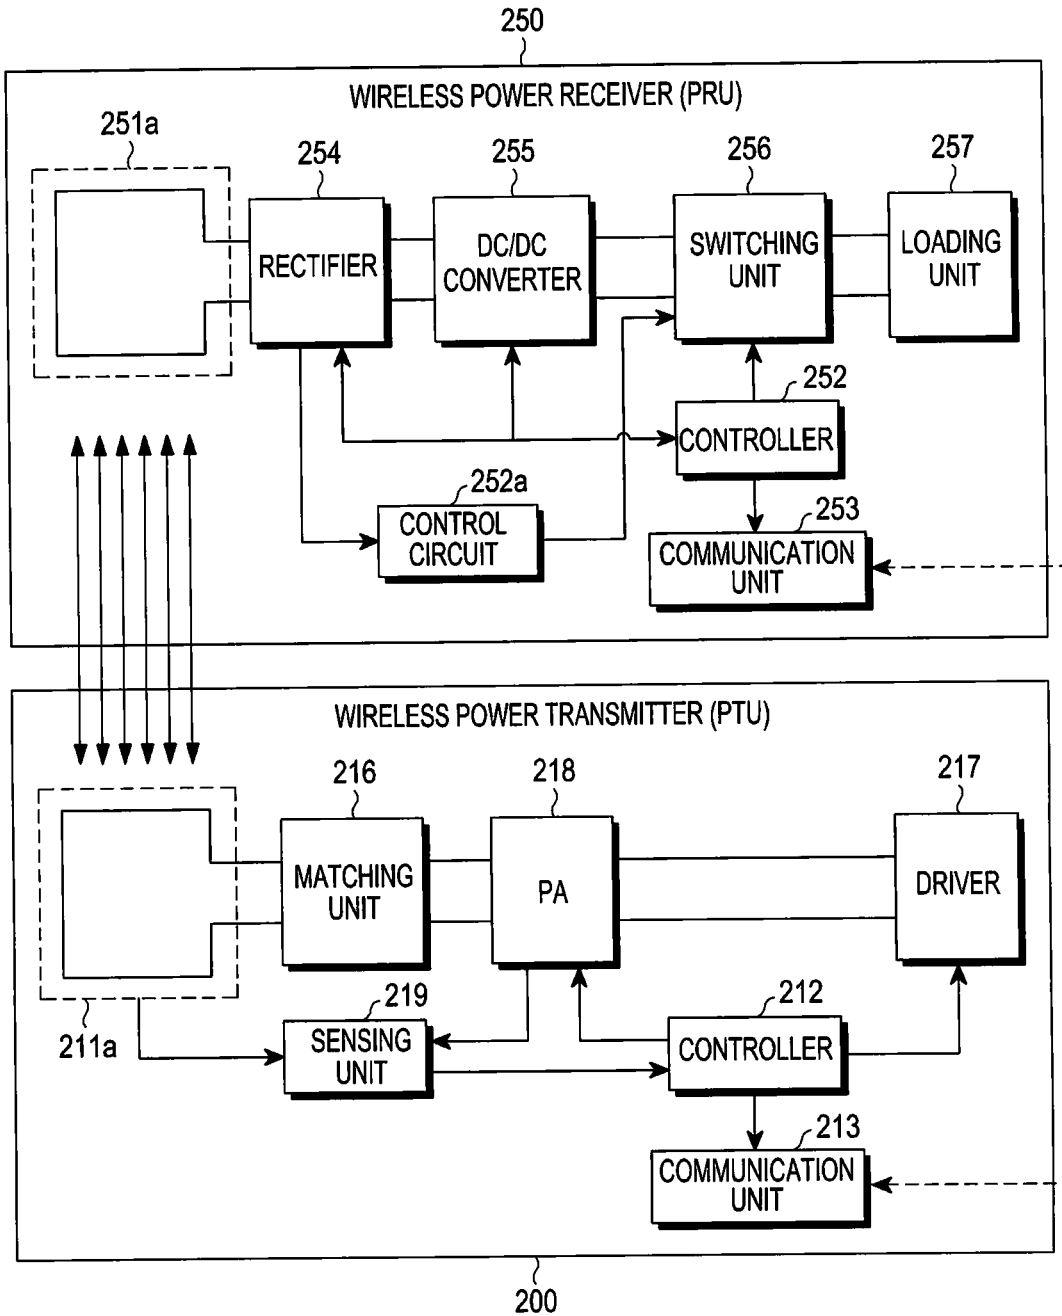 250
WIRELESS POWER RECEIVER (PRU)
251a
254
255
256
257
RECTIFIER
DC/DC
CONVERTER
SWITCHING
UNIT
LOADING
UNIT
252
CONTROLLER
252a
CONTROL
CIRCUIT
253
COMMUNICATION
UNIT
WIRELESS POWER TRANSMITTER (PTU)
216
218
217
MATCHING
UNIT
PA
DRIVER
211a
219
SENSING
UNIT
212
CONTROLLER
213
COMMUNICATION
UNIT
200